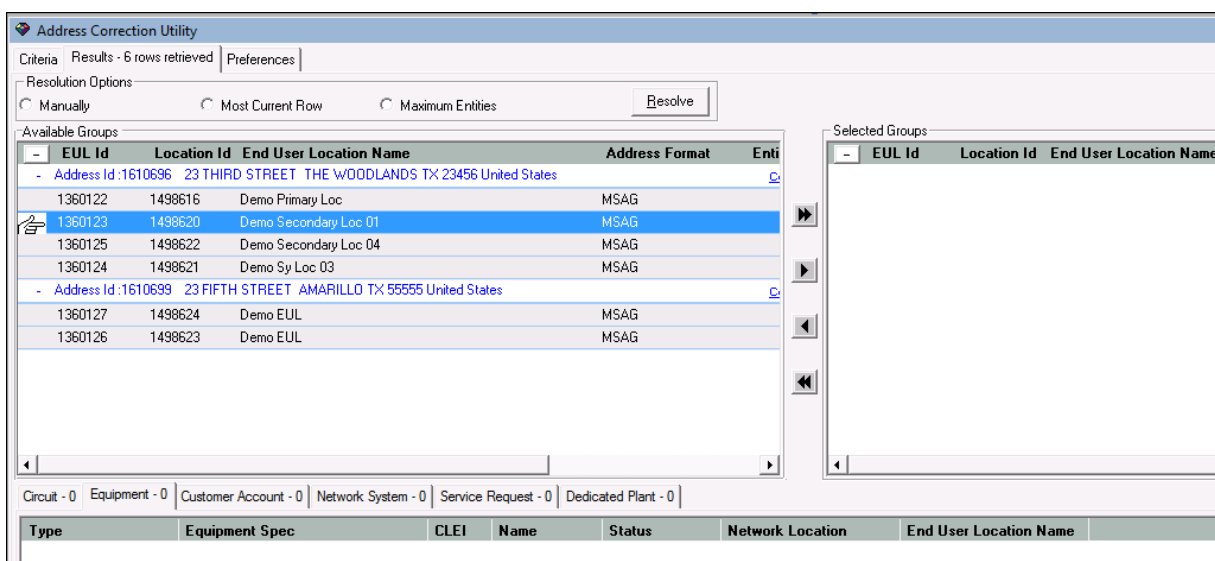 Address Correction Utility
Criteria Results - 6 rows retrieved Preferences
Resolution Options
Manually Most Current Row Maximum Entities Resolve
Available Groups Selected Groups
- EUL Id Location Id End User Location Name Address Format Enti - EUL Id Location Id End User Location Name
- Address Id :1610696 23 THIRD STREET THE WOODLANDS TX 23456 United States
1360122 1498616 Demo Primary Loc MSAG
1360123 1498620 Demo Secondary Loc 01 MSAG
1360125 1498622 Demo Secondary Loc 04 MSAG
1360124 1498621 Demo Sy Loc 03 MSAG
- Address Id :1610699 23 FIFTH STREET AMARILLO TX 55555 United States
1360127 1498624 Demo EUL MSAG
1360126 1498623 Demo EUL MSAG
Circuit - 0 Equipment - 0 Customer Account - 0 Network System - 0 Service Request - 0 Dedicated Plant - 0
Type Equipment Spec CLEI Name Status Network Location End User Location Name